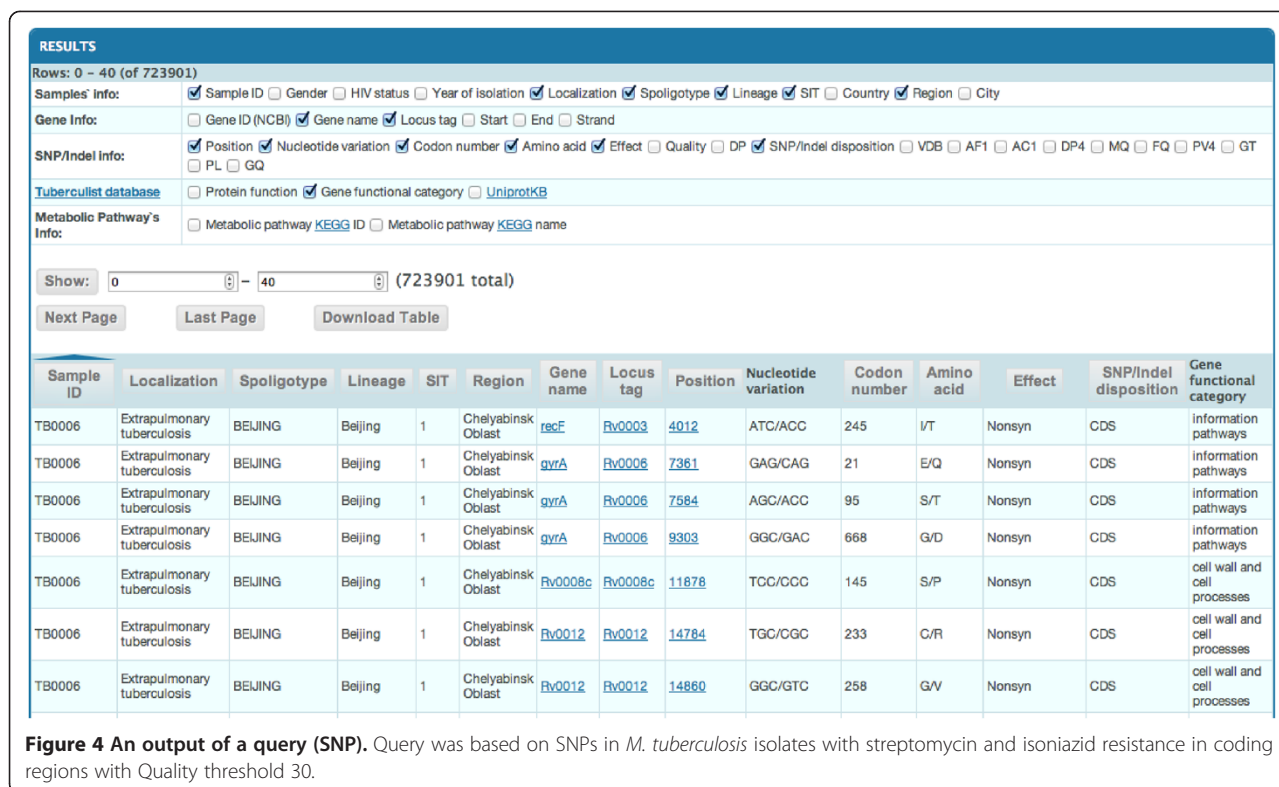 RESULTS
Rows: 0 – 40 (of 723901)
Samples` info: Sample ID Gender HIV status Year of isolation Localization Spoligotype Lineage SIT Country Region City
Gene Info: Gene ID (NCBI) Gene name Locus tag Start End Strand
SNP/Indel info: Position Nucleotide variation Codon number Amino acid Effect Quality DP SNP/Indel disposition VDB AF1 AC1 DP4 MQ FQ PV4 GT
PL GQ
Tuberculist database Protein function Gene functional category UniprotKB
Metabolic Pathway`s Info: Metabolic pathway KEGG ID Metabolic pathway KEGG name
Show: 0 – 40 (723901 total)
Next Page Last Page Download Table
Sample ID Localization Spoligotype Lineage SIT Region Gene name Locus tag Position Nucleotide variation Codon number Amino acid Effect SNP/Indel disposition Gene functional category
TB0006 Extrapulmonary tuberculosis BEIJING Beijing 1 Chelyabinsk Oblast recF Rv0003 4012 ATC/ACC 245 I/T Nonsyn CDS information pathways
TB0006 Extrapulmonary tuberculosis BEIJING Beijing 1 Chelyabinsk Oblast gyrA Rv0006 7361 GAG/CAG 21 E/Q Nonsyn CDS information pathways
TB0006 Extrapulmonary tuberculosis BEIJING Beijing 1 Chelyabinsk Oblast gyrA Rv0006 7584 AGC/ACC 95 S/T Nonsyn CDS information pathways
TB0006 Extrapulmonary tuberculosis BEIJING Beijing 1 Chelyabinsk Oblast gyrA Rv0006 9303 GGC/GAC 668 G/D Nonsyn CDS information pathways
TB0006 Extrapulmonary tuberculosis BEIJING Beijing 1 Chelyabinsk Oblast Rv0008c Rv0008c 11878 TCC/CCC 145 S/P Nonsyn CDS cell wall and cell processes
TB0006 Extrapulmonary tuberculosis BEIJING Beijing 1 Chelyabinsk Oblast Rv0012 Rv0012 14784 TGC/CGC 233 C/R Nonsyn CDS cell wall and cell processes
TB0006 Extrapulmonary tuberculosis BEIJING Beijing 1 Chelyabinsk Oblast Rv0012 Rv0012 14860 GGC/GTC 258 G/V Nonsyn CDS cell wall and cell processes
Figure 4 An output of a query (SNP). Query was based on SNPs in M. tuberculosis isolates with streptomycin and isoniazid resistance in coding
regions with Quality threshold 30.